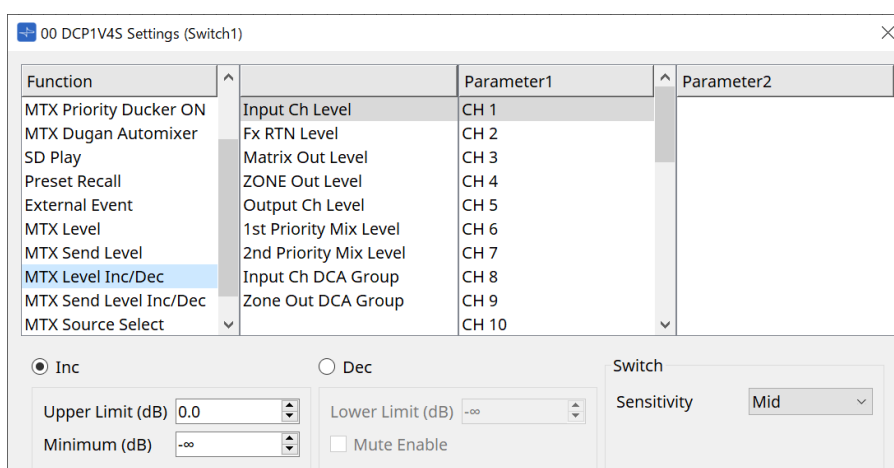 00 DCP1V4S Settings (Switch1)
Function Parameter1 Parameter2
MTX Priority Ducker ON Input Ch Level CH 1
MTX Dugan Automixer Fx RTN Level CH 2
SD Play Matrix Out Level CH 3
Preset Recall ZONE Out Level CH 4
External Event Output Ch Level CH 5
MTX Level 1st Priority Mix Level CH 6
MTX Send Level 2nd Priority Mix Level CH 7
MTX Level Inc/Dec Input Ch DCA Group CH 8
MTX Send Level Inc/Dec Zone Out DCA Group CH 9
MTX Source Select CH 10
Inc Dec Switch
Upper Limit (dB) 0.0 Lower Limit (dB) -∞ Sensitivity Mid
Minimum (dB) -∞ Mute Enable